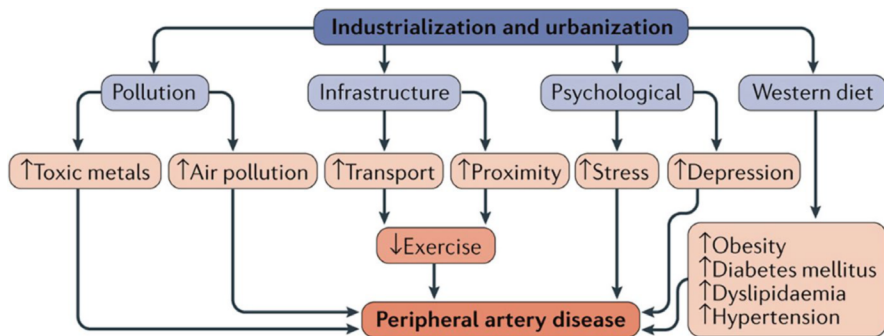 Industrialization and urbanization
Pollution
Infrastructure
Psychological
Western diet
↑Toxic metals
↑Air pollution
↑Transport
↑Proximity
↑Stress
↑Depression
↓Exercise
↑Obesity
↑Diabetes mellitus
↑Dyslipidaemia
↑Hypertension
Peripheral artery disease